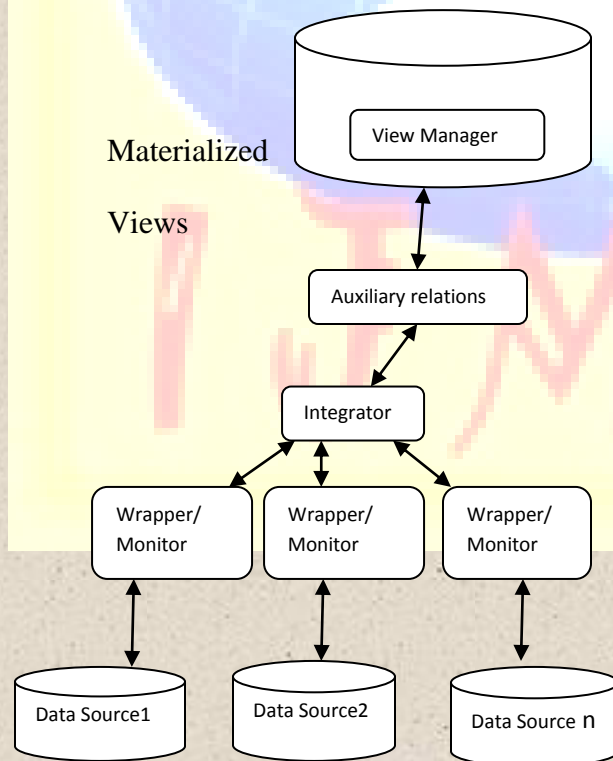 View Manager
Materialized
Views
Auxiliary relations
Integrator
Wrapper/
Monitor
Wrapper/
Monitor
Wrapper/
Monitor
Data Source1
Data Source2
Data Source n